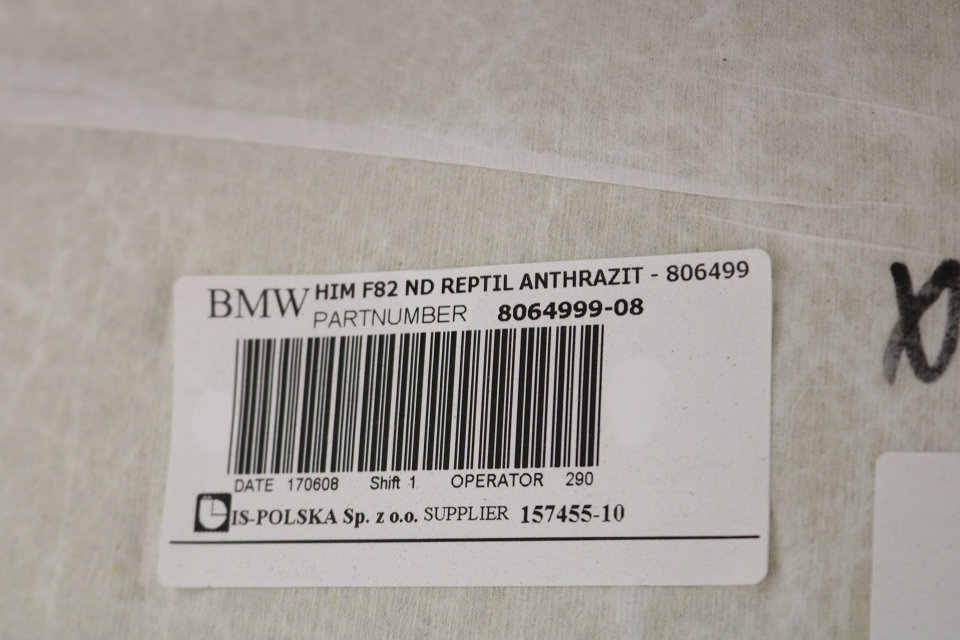 BMW HIM F82 ND REPTIL ANTHRAZIT - 806499
PARTNUMBER 8064999-08
DATE 170608 Shift 1 OPERATOR 290
IS-POLSKA Sp. z o.o. SUPPLIER 157455-10